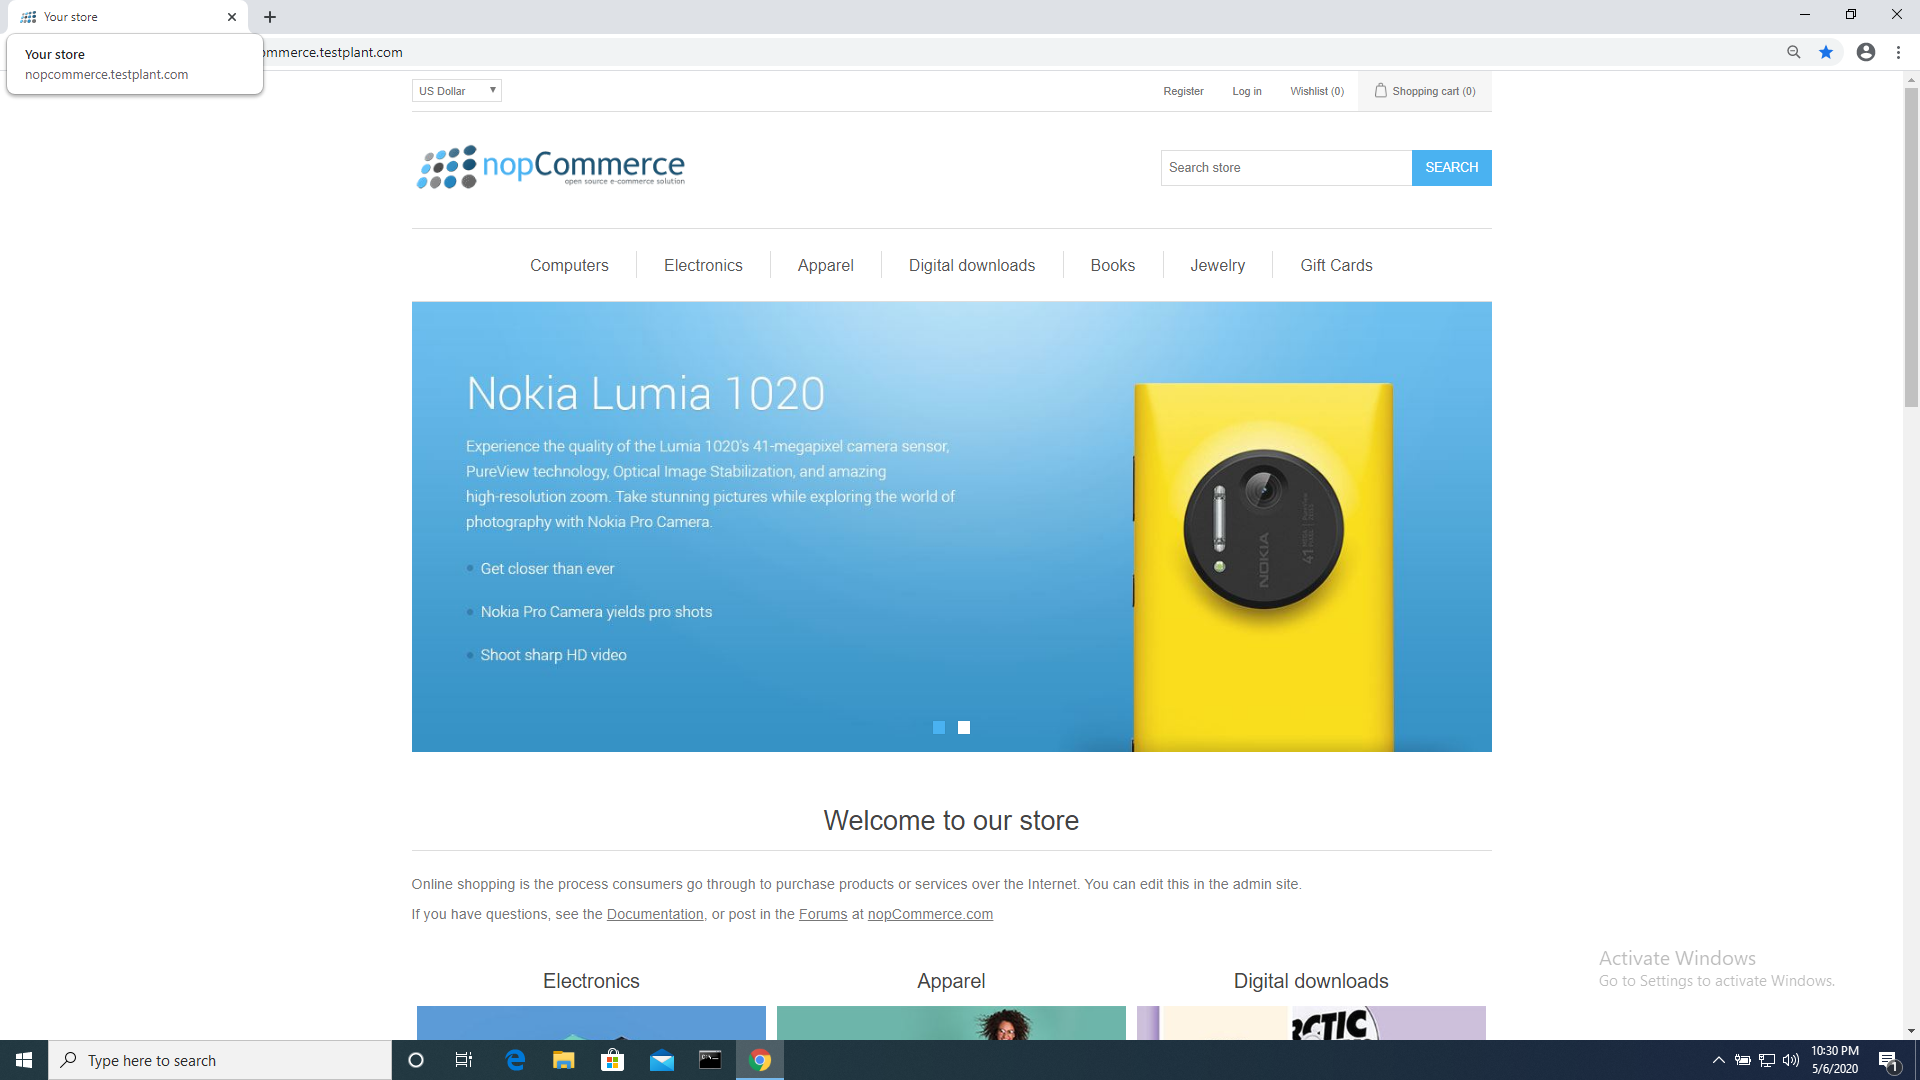 Your store
Your store
nopcommerce.testplant.com
ommerce.testplant.com
US Dollar
Register
Log in
Wishlist (0)
Shopping cart (0)
nopCommerce
open source e-commerce solution
Search store
SEARCH
Computers
Electronics
Apparel
Digital downloads
Books
Jewelry
Gift Cards
Nokia Lumia 1020
Experience the quality of the Lumia 1020's 41-megapixel camera sensor,
PureView technology, Optical Image Stabilization, and amazing
high-resolution zoom. Take stunning pictures while exploring the world of
photography with Nokia Pro Camera.
Get closer than ever
Nokia Pro Camera yields pro shots
Shoot sharp HD video
NOKIA
41
Welcome to our store
Online shopping is the process consumers go through to purchase products or services over the Internet. You can edit this in the admin site.
If you have questions, see the Documentation, or post in the Forums at nopCommerce.com
Electronics
Apparel
Digital downloads
Activate Windows
Go to Settings to activate Windows.
Type here to search
10:30 PM
5/6/2020
1